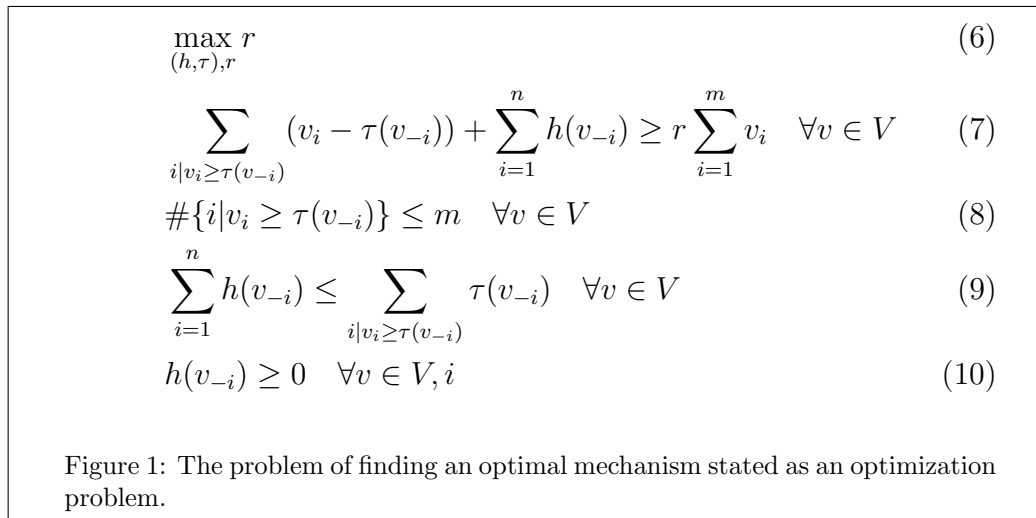 max r (6)
(h,τ),r
∑_{i|v_i≥τ(v_{−i})} (v_i − τ(v_{−i})) + ∑_{i=1}^{n} h(v_{−i}) ≥ r ∑_{i=1}^{m} v_i ∀v ∈ V (7)
#{i|v_i ≥ τ(v_{−i})} ≤ m ∀v ∈ V (8)
∑_{i=1}^{n} h(v_{−i}) ≤ ∑_{i|v_i≥τ(v_{−i})} τ(v_{−i}) ∀v ∈ V (9)
h(v_{−i}) ≥ 0 ∀v ∈ V, i (10)
Figure 1: The problem of finding an optimal mechanism stated as an optimization
problem.